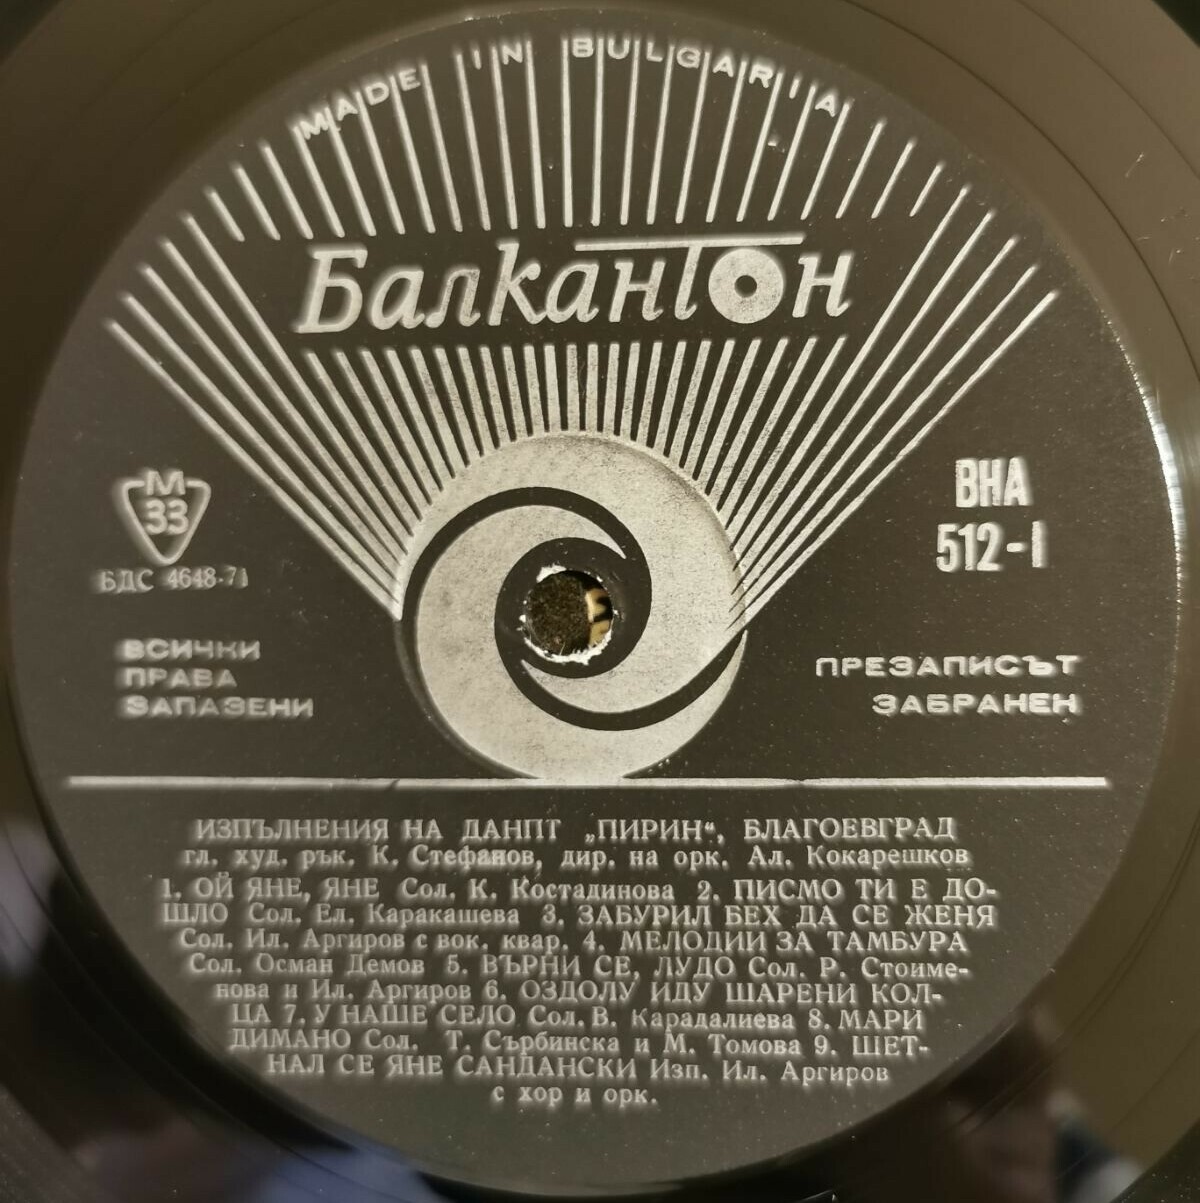 MADE IN BULGARIA
Балкантон
М
33
БДС 4648-71
ВНА
512-I
ВСИЧКИ
ПРАВА
ЗАПАЗЕНИ
ПРЕЗАПИСЪТ
ЗАБРАНЕН
ИЗПЪЛНЕНИЯ НА ДАНПТ „ПИРИН“, БЛАГОЕВГРАД
гл. худ. рък. К. Стефанов, дир. на орк. Ал. Кокарешков
1. ОЙ ЯНЕ, ЯНЕ Сол. К. Костадинова 2. ПИСМО ТИ Е ДО-
ШЛО Сол. Ел. Каракашева 3. ЗАБУРИЛ БЕХ ДА СЕ ЖЕНЯ
Сол. Ил. Аргиров с вок. квар. 4. МЕЛОДИИ ЗА ТАМБУРА
Сол. Осман Демов 5. ВЪРНИ СЕ, ЛУДО Сол. Р. Стоиме-
нова и Ил. Аргиров 6. ОЗДОЛУ ИДУ ШАРЕНИ КОЛ-
ЦА 7. У НАШЕ СЕЛО Сол. В. Карадалиева 8. МАРИ
ДИМАНО Сол. Т. Сърбинска и М. Томова 9. ШЕТ-
НАЛ СЕ ЯНЕ САНДАНСКИ Изп. Ил. Аргиров
с хор и орк.